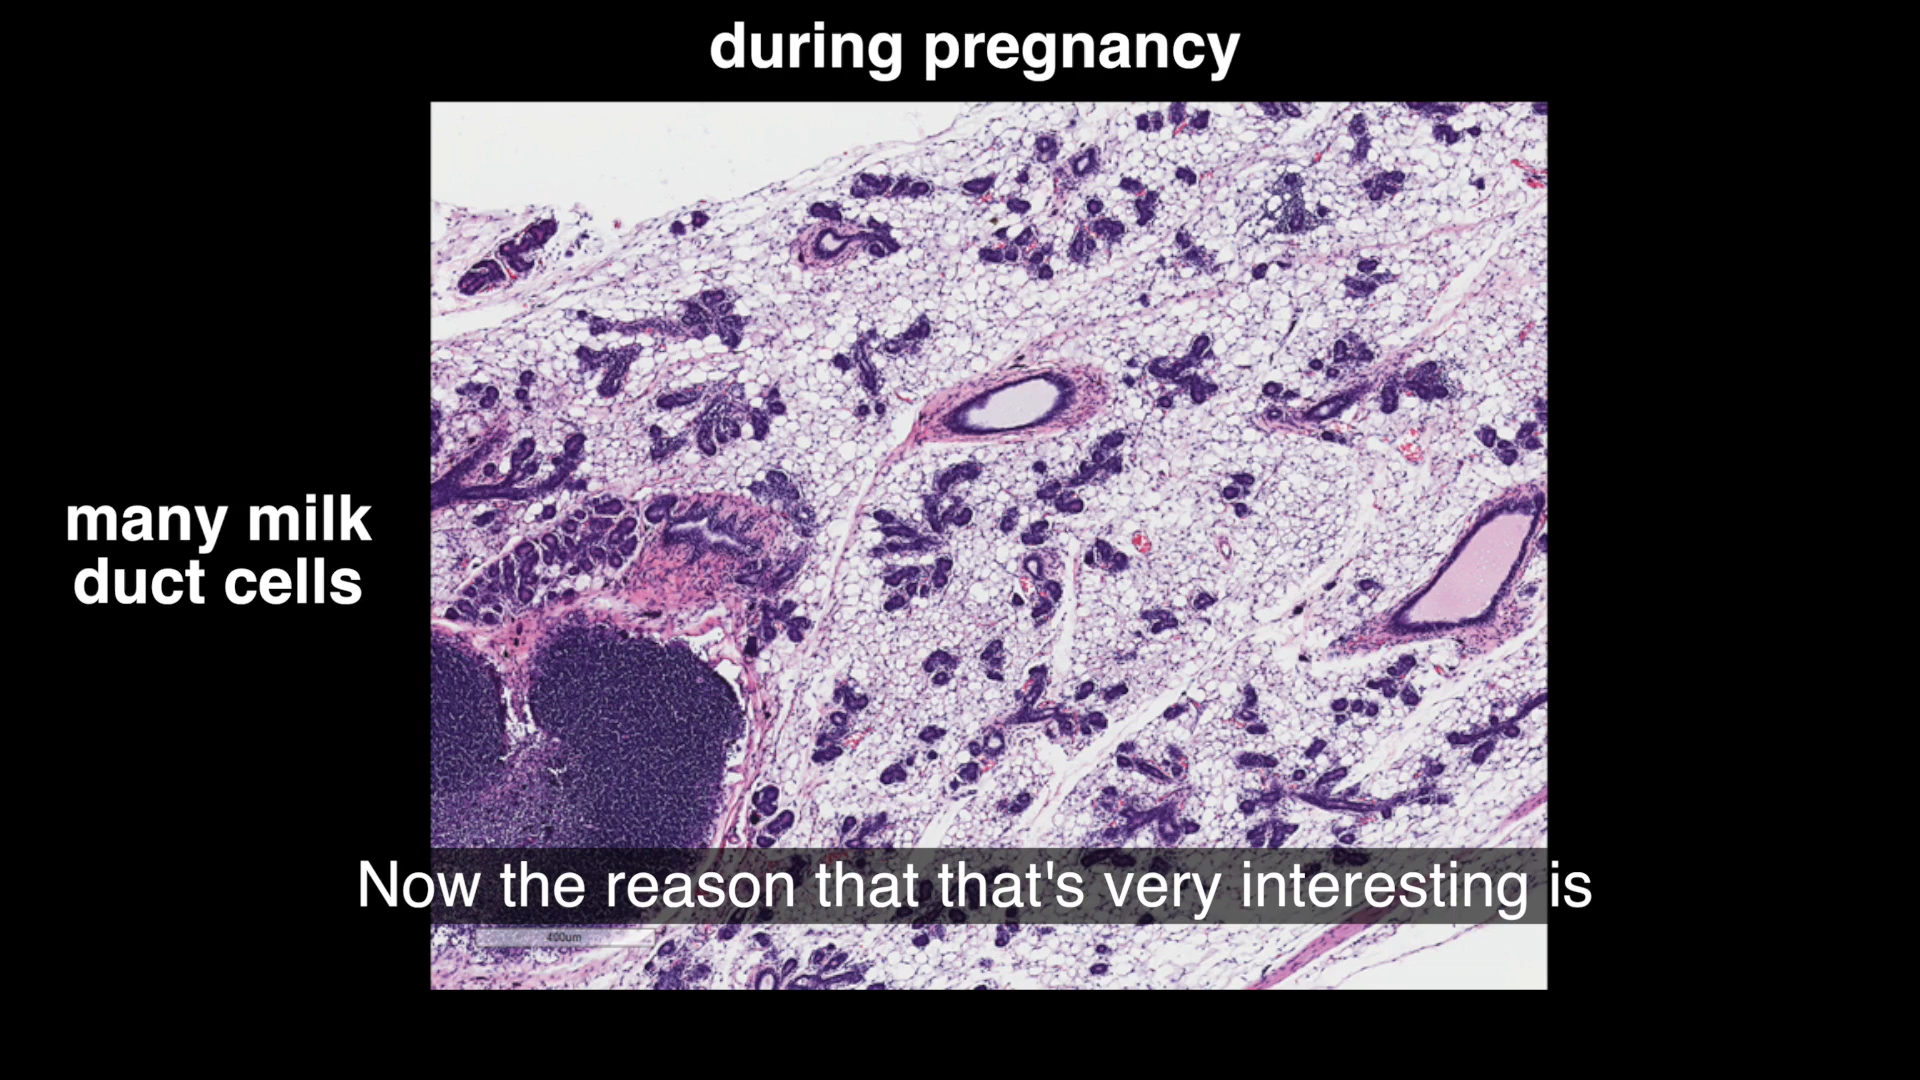 during pregnancy
many milk
duct cells
Now the reason that that's very interesting is
400um